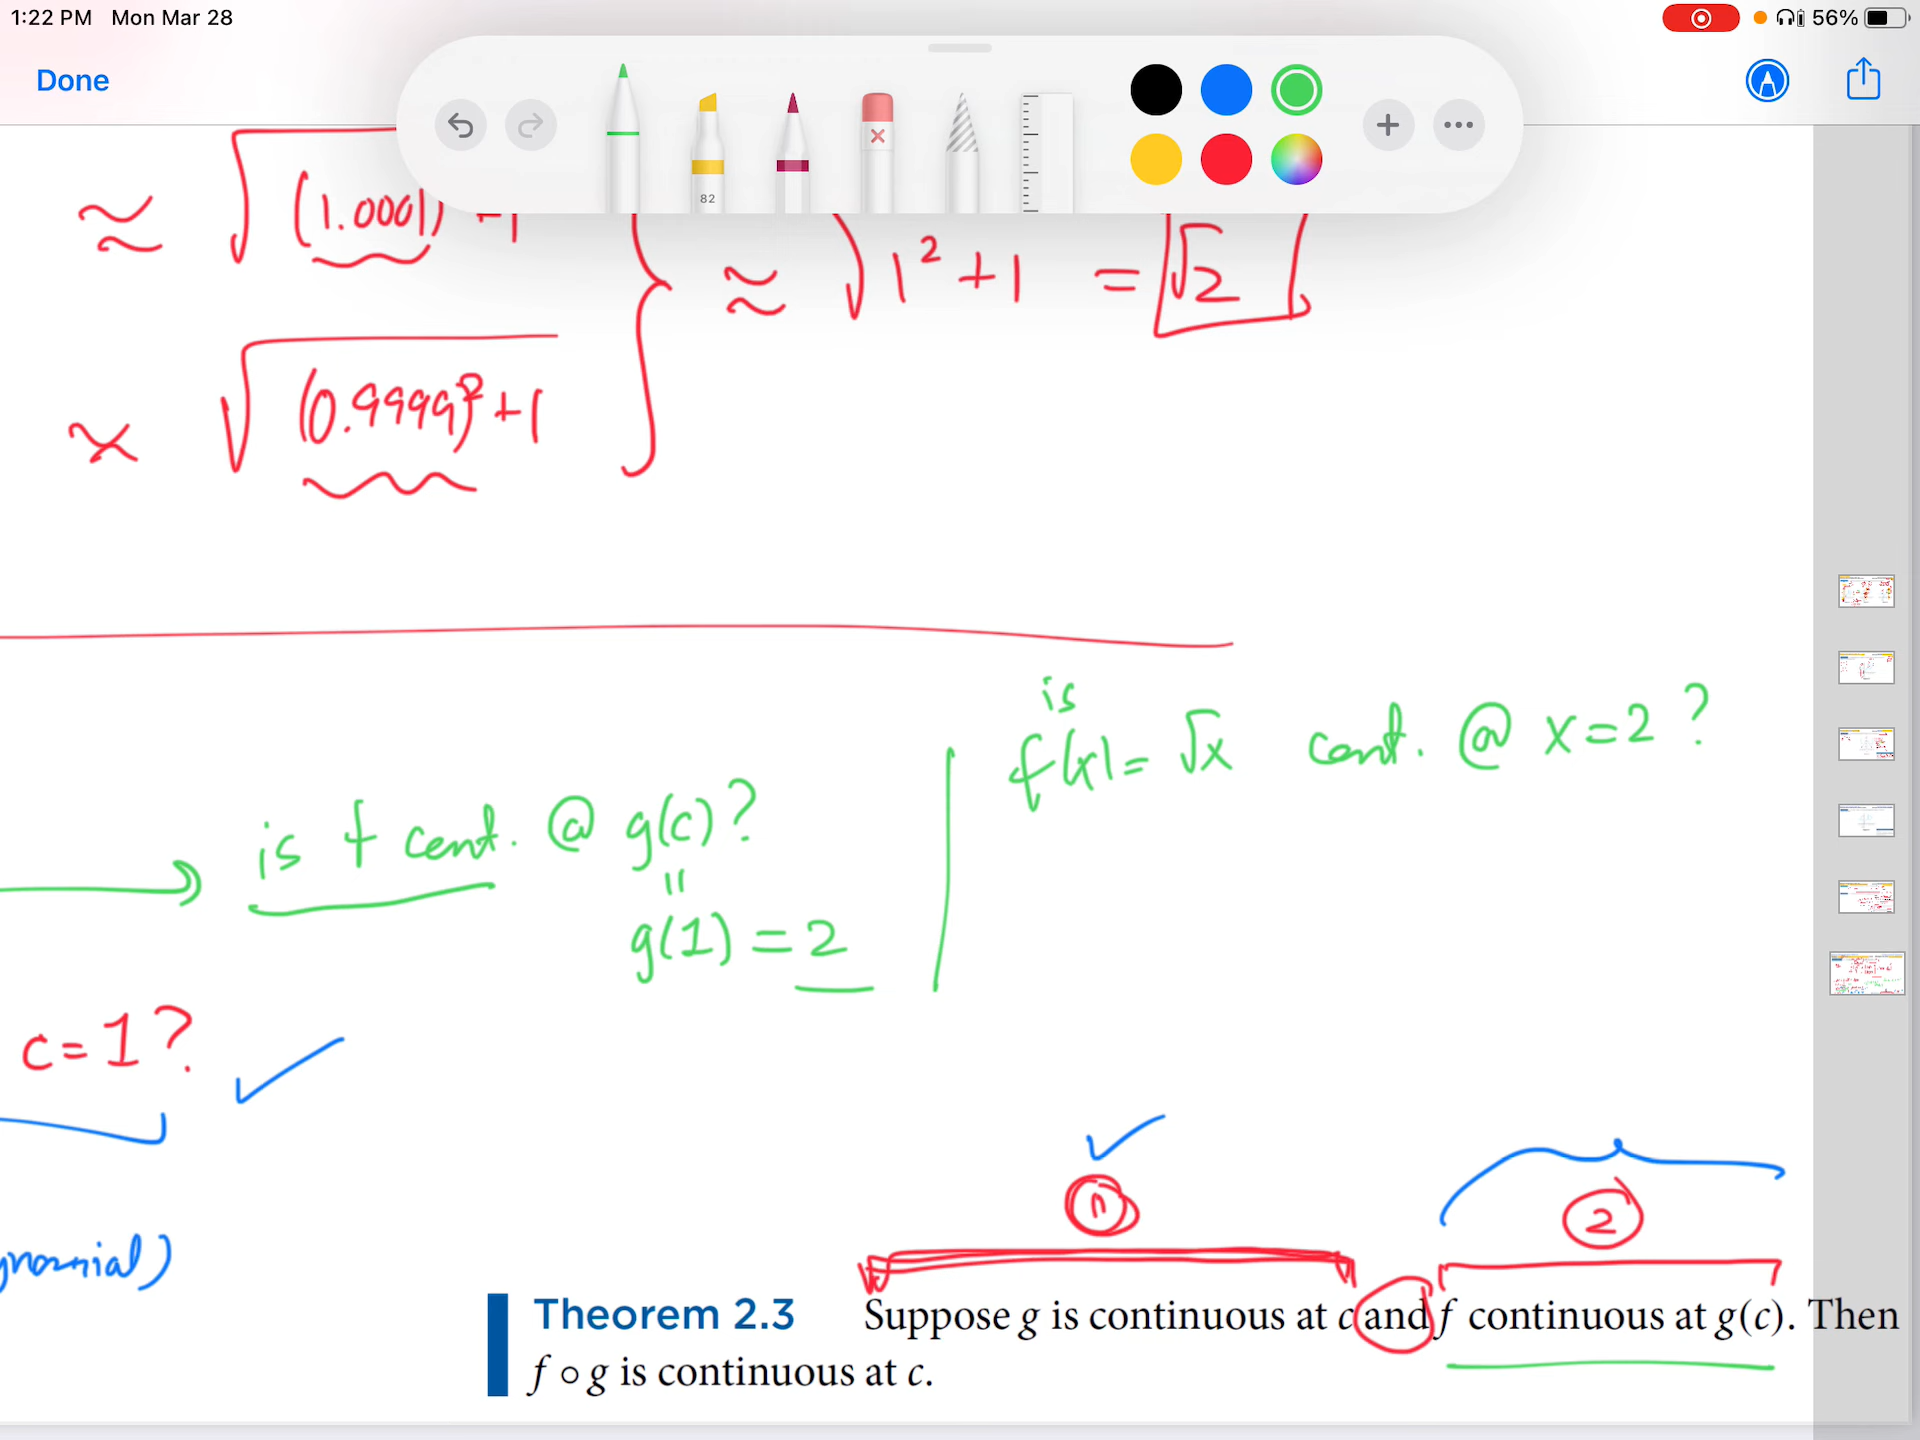 1:22 PM Mon Mar 28
56%
Done
82
≈ √(1.0001) +1
≈ √1² + 1 = √2
≈ √(0.9999)² + 1
is
f(x) = √x cont. @ x = 2 ?
is f cont. @ g(c)?
=
g(1) = 2
c = 1 ?
1
2
ynomial)
Theorem 2.3 Suppose g is continuous at c and f continuous at g(c). Then
f ∘ g is continuous at c.